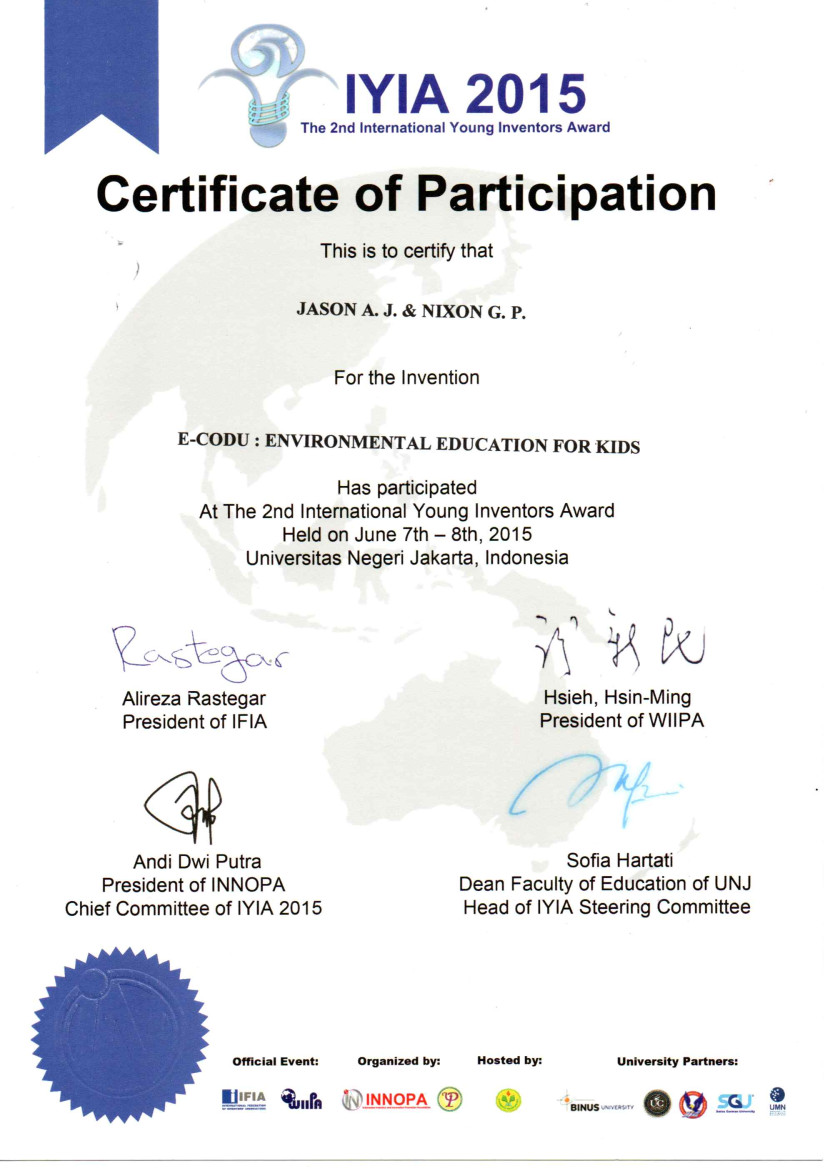 IYIA 2015
The 2nd International Young Inventors Award
Certificate of Participation
This is to certify that
JASON A. J. & NIXON G. P.
For the Invention
E-CODU : ENVIRONMENTAL EDUCATION FOR KIDS
Has participated
At The 2nd International Young Inventors Award
Held on June 7th – 8th, 2015
Universitas Negeri Jakarta, Indonesia
Rastegar
Alireza Rastegar
President of IFIA
Hsieh, Hsin-Ming
President of WIIPA
Andi Dwi Putra
President of INNOPA
Chief Committee of IYIA 2015
Sofia Hartati
Dean Faculty of Education of UNJ
Head of IYIA Steering Committee
Official Event: Organized by: Hosted by: University Partners:
IFIA WIIPA INNOPA BINUS UNIVERSITY UC SGU UMN